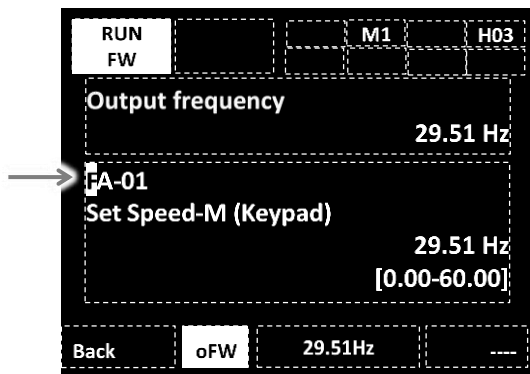 RUN M1 H03
FW
Output frequency
29.51 Hz
FA-01
Set Speed-M (Keypad)
29.51 Hz
[0.00-60.00]
Back oFW 29.51Hz ----